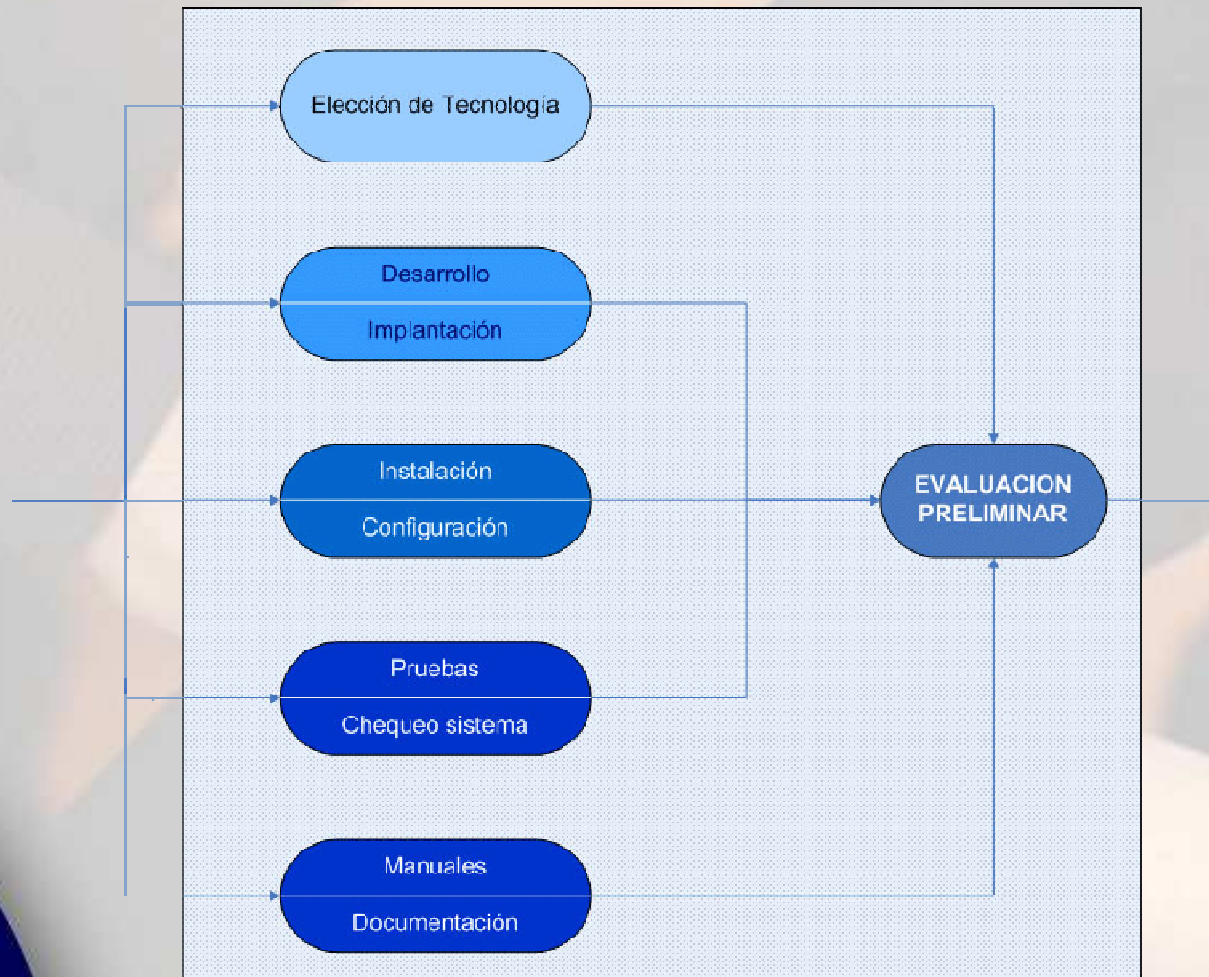 Elección de Tecnología
Desarrollo
Implantación
Instalación
Configuración
EVALUACION
PRELIMINAR
Pruebas
Chequeo sistema
Manuales
Documentación